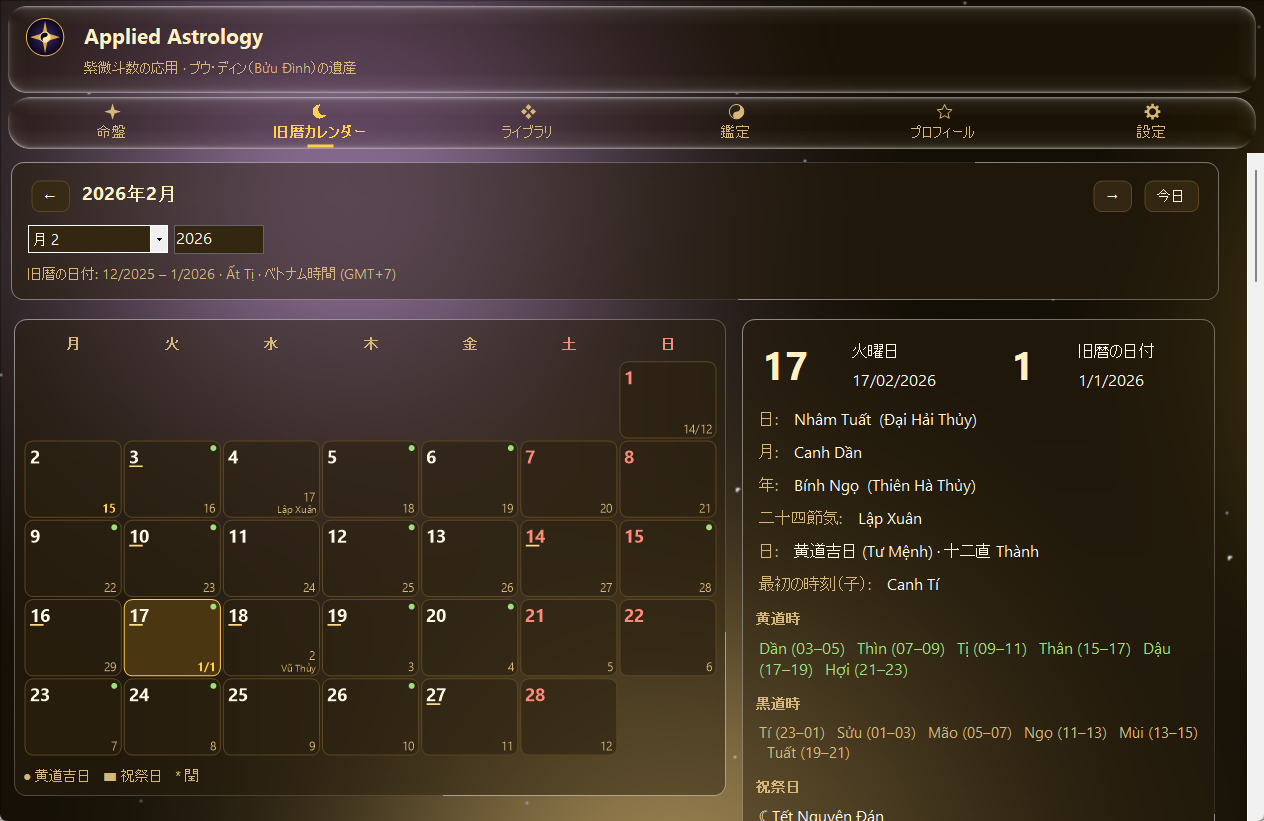 Applied Astrology
紫微斗数の応用 · ブウ·ディン(Bửu Đình)の遺産
命盤
旧暦カレンダー
ライブラリ
鑑定
プロフィール
設定
← 2026年2月 → 今日
月 2 2026
旧暦の日付: 12/2025 – 1/2026 · Ất Tị · ベトナム時間 (GMT+7)
月 火 水 木 金 土 日
1
14/12
2 3 4 5 6 7 8
15 16 17 18 19 20 21
Lập Xuân
9 10 11 12 13 14 15
22 23 24 25 26 27 28
16 17 18 19 20 21 22
29 1/1 2 3 4 5 6
Vũ Thủy
23 24 25 26 27 28
7 8 9 10 11 12
● 黄道吉日 祝祭日 * 閏
17 火曜日 1 旧暦の日付
17/02/2026 1/1/2026
日: Nhâm Tuất (Đại Hải Thủy)
月: Canh Dần
年: Bính Ngọ (Thiên Hà Thủy)
二十四節気: Lập Xuân
日: 黄道吉日 (Tư Mệnh) · 十二直 Thành
最初の時刻(子): Canh Tí
黄道時
Dần (03–05) Thìn (07–09) Tị (09–11) Thân (15–17) Dậu
(17–19) Hợi (21–23)
黒道時
Tí (23–01) Sửu (01–03) Mão (05–07) Ngọ (11–13) Mùi (13–15)
Tuất (19–21)
祝祭日
☾ Tết Nguyên Đán